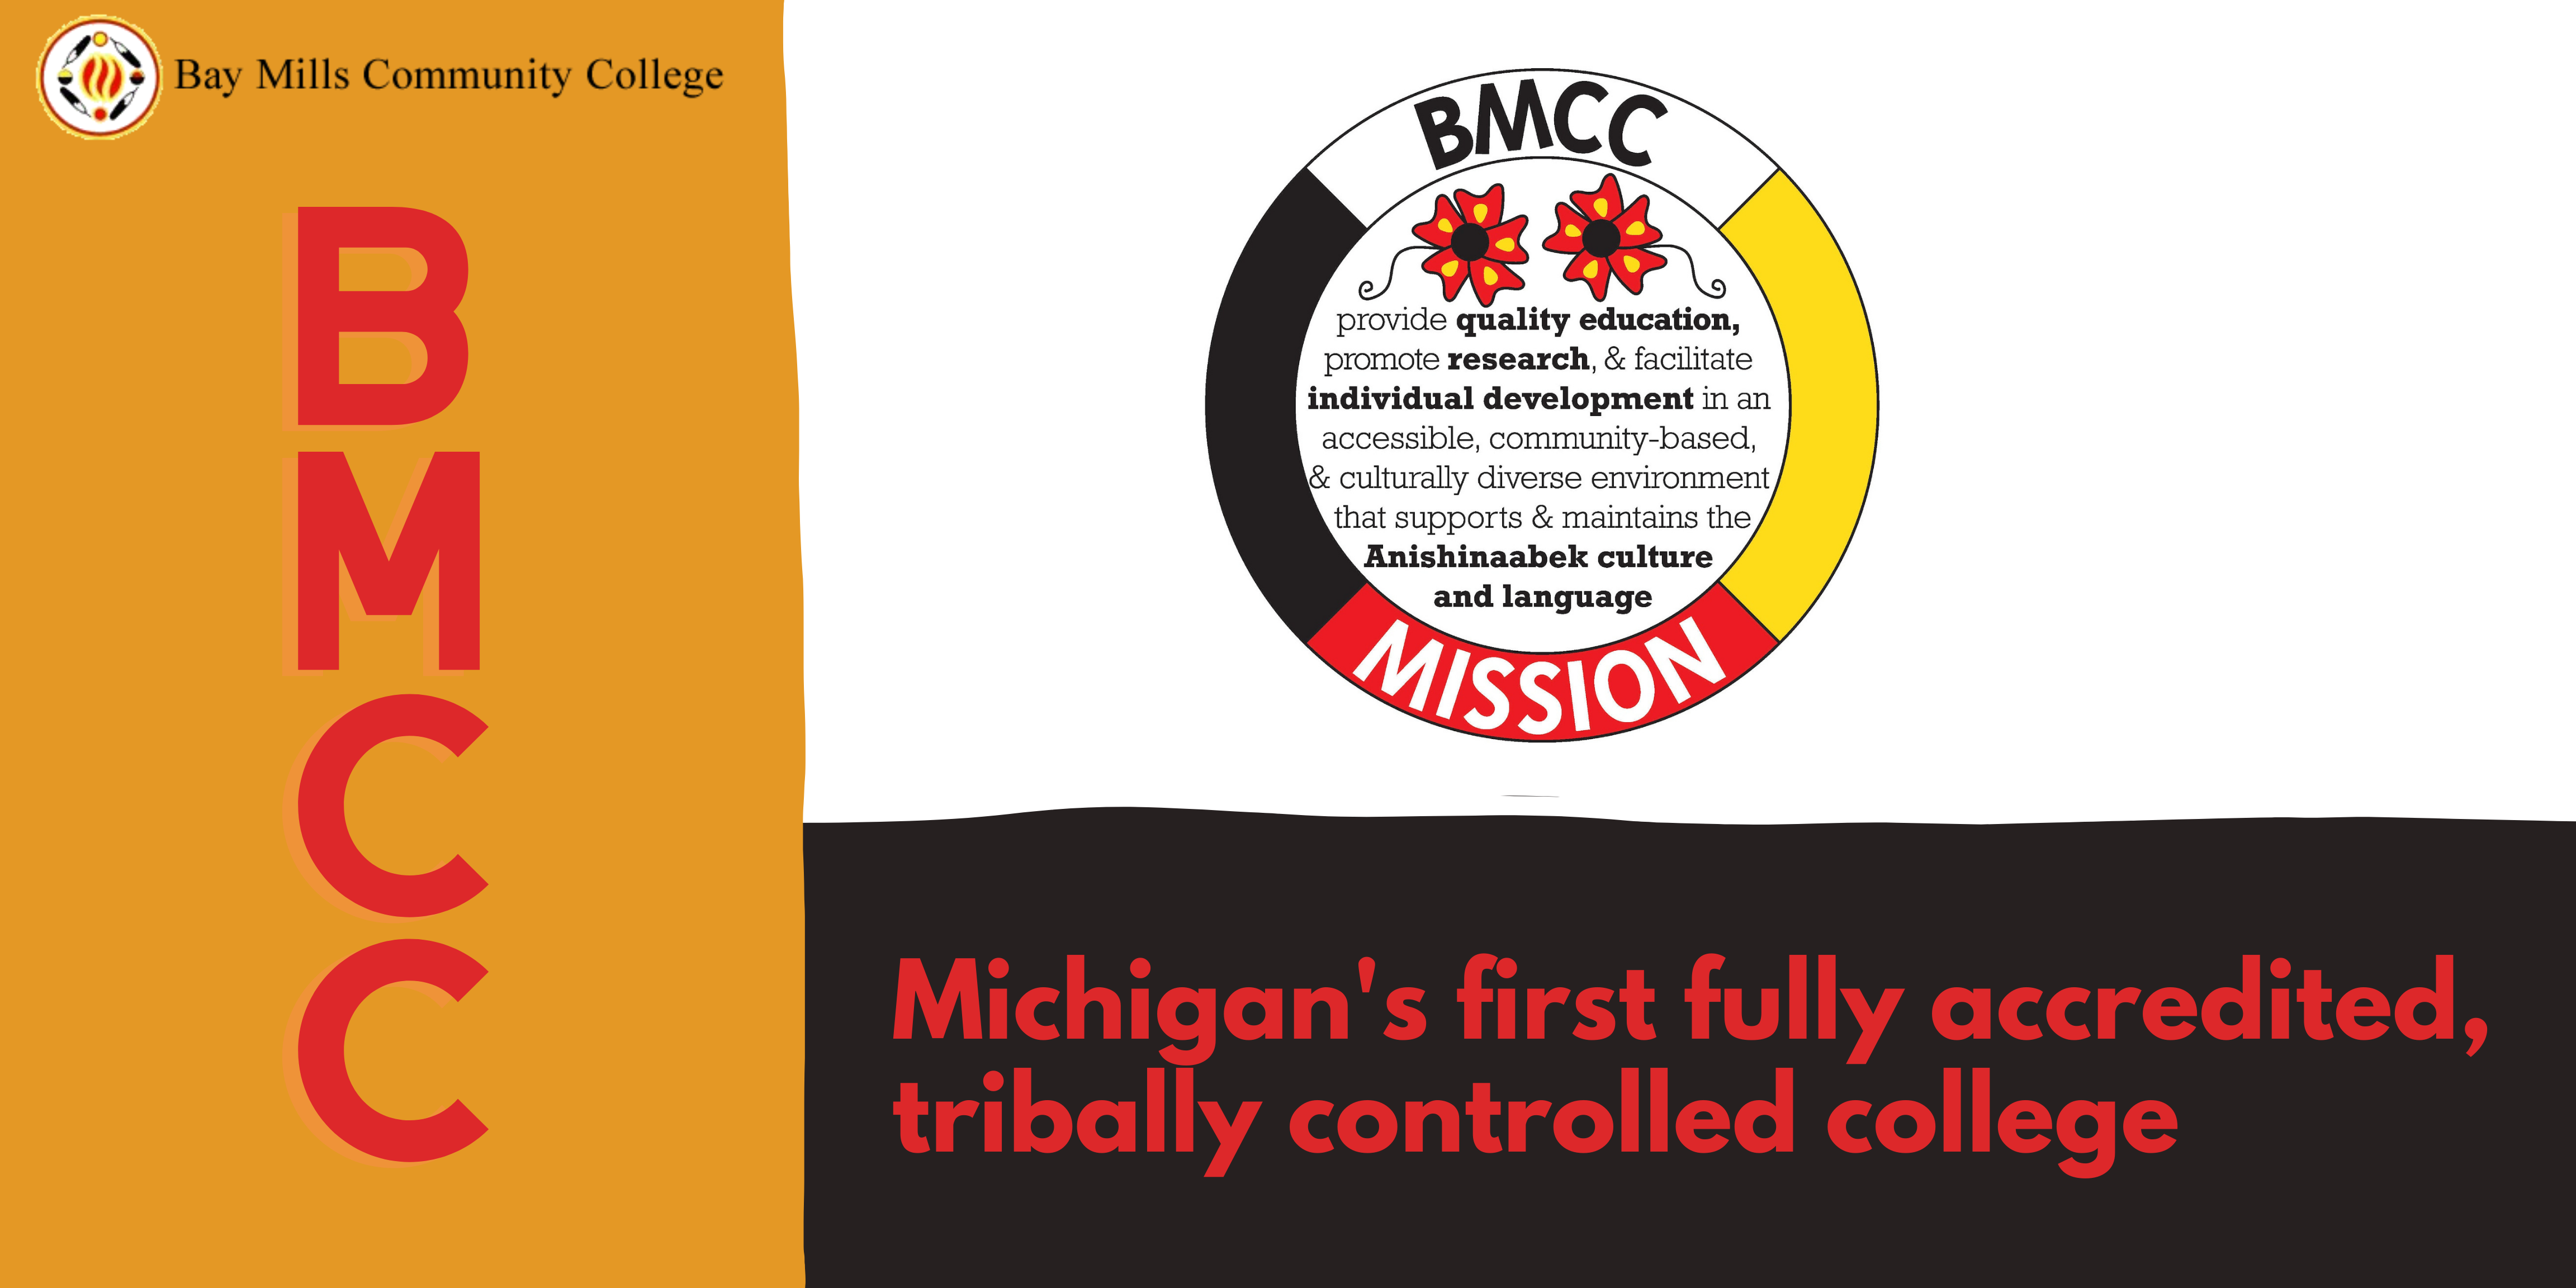 Bay Mills Community College
B
M
C
C
BMCC
provide quality education,
promote research, & facilitate
individual development in an
accessible, community-based,
& culturally diverse environment
that supports & maintains the
Anishinaabek culture
and language
MISSION
Michigan's first fully accredited,
tribally controlled college